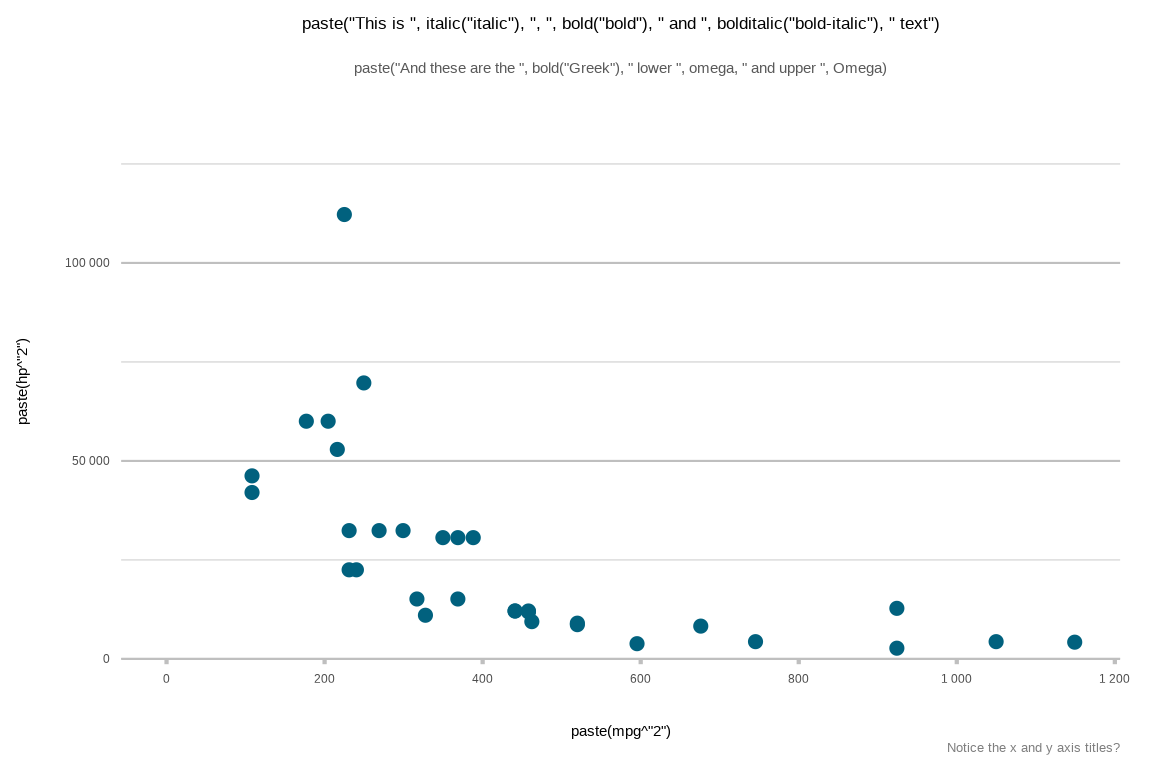 paste("This is ", italic("italic"), ", ", bold("bold"), " and ", bolditalic("bold-italic"), " text")
paste("And these are the ", bold("Greek"), " lower ", omega, " and upper ", Omega)
100 000
50 000
0
paste(hp^"2")
0 200 400 600 800 1 000 1 200
paste(mpg^"2")
Notice the x and y axis titles?